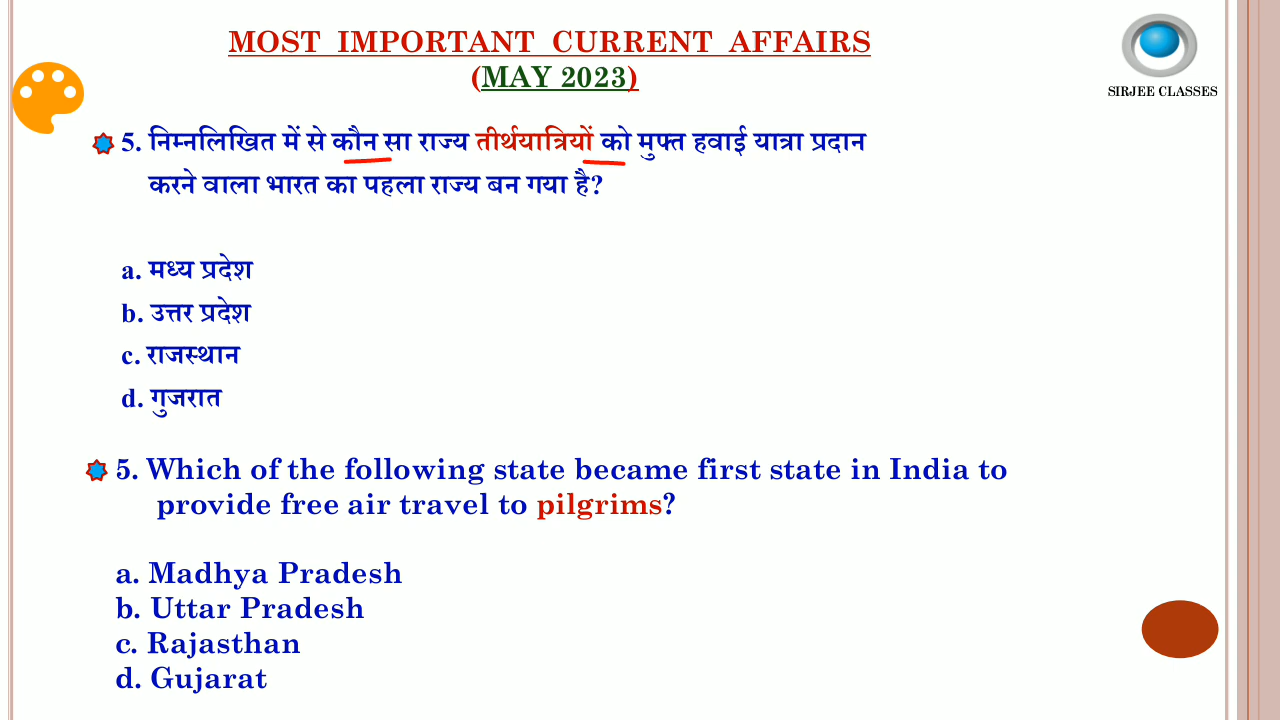 MOST IMPORTANT CURRENT AFFAIRS
(MAY 2023)
SIRJEE CLASSES
5. निम्नलिखित में से कौन सा राज्य तीर्थयात्रियों को मुफ्त हवाई यात्रा प्रदान
करने वाला भारत का पहला राज्य बन गया है?
a. मध्य प्रदेश
b. उत्तर प्रदेश
c. राजस्थान
d. गुजरात
5. Which of the following state became first state in India to
provide free air travel to pilgrims?
a. Madhya Pradesh
b. Uttar Pradesh
c. Rajasthan
d. Gujarat